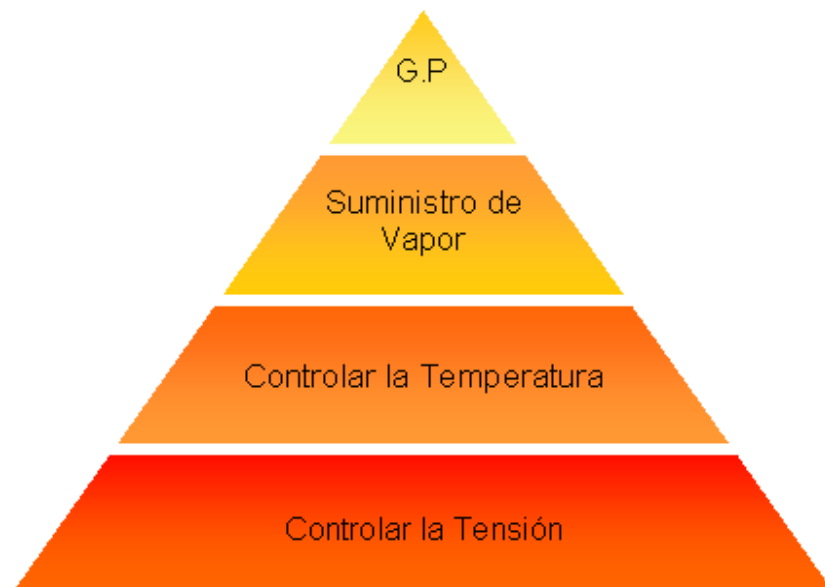 G.P
Suministro de
Vapor
Controlar la Temperatura
Controlar la Tensión